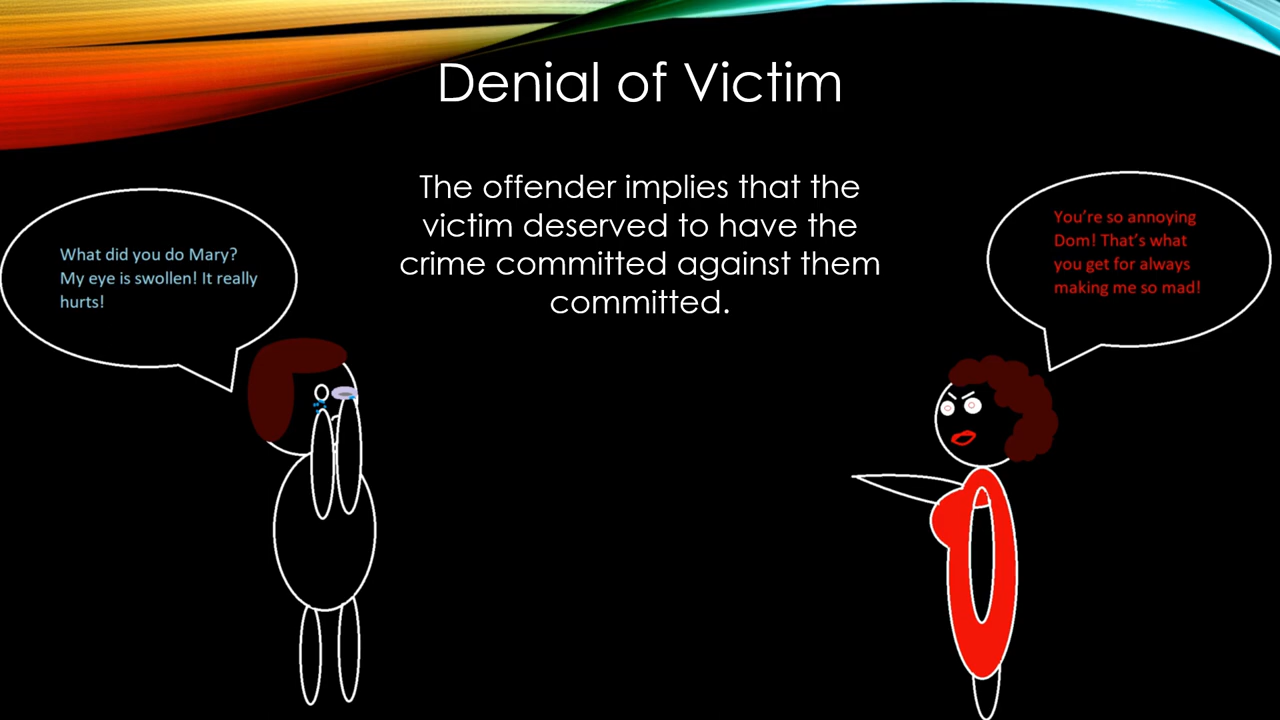 Denial of Victim
The offender implies that the
victim deserved to have the
crime committed against them
committed.
What did you do Mary?
My eye is swollen! It really
hurts!
You're so annoying
Dom! That's what
you get for always
making me so mad!